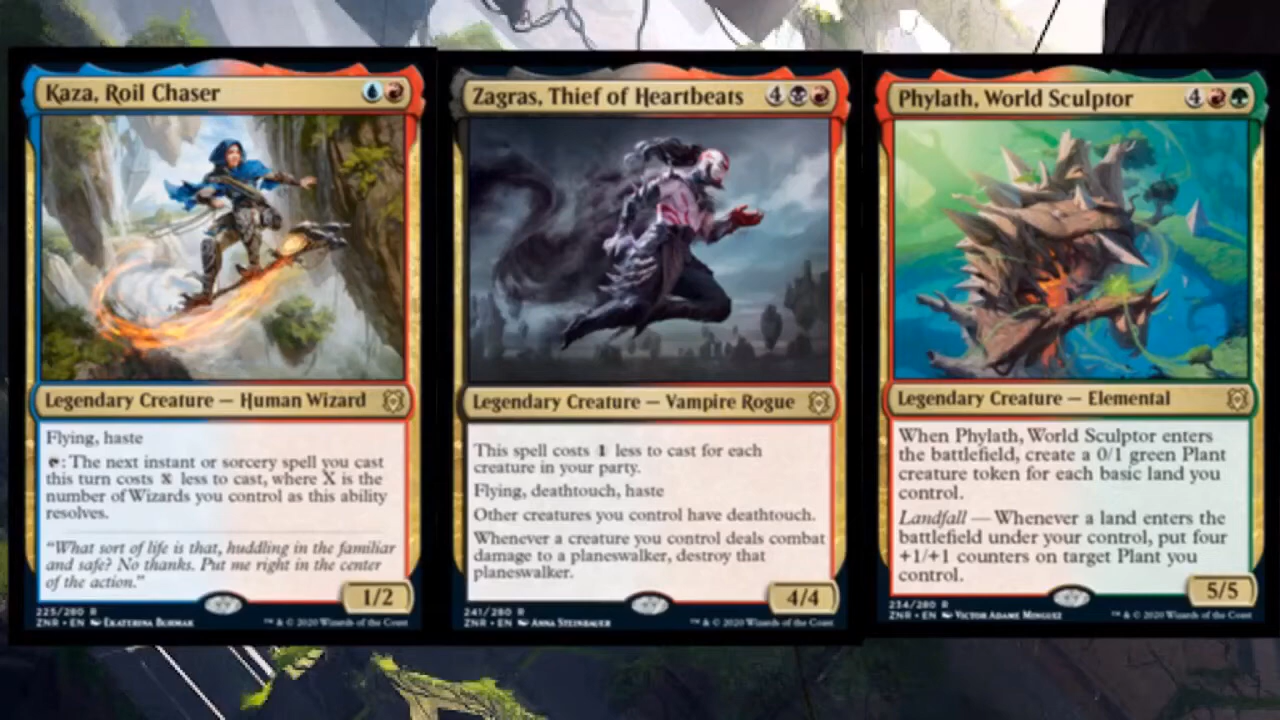 Kaza, Roil Chaser
Legendary Creature — Human Wizard
Flying, haste
: The next instant or sorcery spell you cast
this turn costs X less to cast, where X is the
number of Wizards you control as this ability
resolves.
“What sort of life is that, huddling in the familiar
and safe? No thanks. Put me right in the center
of the action.”
1/2
225/280 R
ZNR • EN Ekaterina Burmak
™ & © 2020 Wizards of the Coast
Zagras, Thief of Heartbeats 4
Legendary Creature — Vampire Rogue
This spell costs 1 less to cast for each
creature in your party.
Flying, deathtouch, haste
Other creatures you control have deathtouch.
Whenever a creature you control deals combat
damage to a planeswalker, destroy that
planeswalker.
4/4
241/280 R
ZNR • EN Anna Steinbauer
™ & © 2020 Wizards of the Coast
Phylath, World Sculptor 4
Legendary Creature — Elemental
When Phylath, World Sculptor enters
the battlefield, create a 0/1 green Plant
creature token for each basic land you
control.
Landfall — Whenever a land enters the
battlefield under your control, put four
+1/+1 counters on target Plant you
control.
5/5
234/280 R
ZNR • EN Victor Adame Minguez
™ & © 2020 Wizards of the Coast